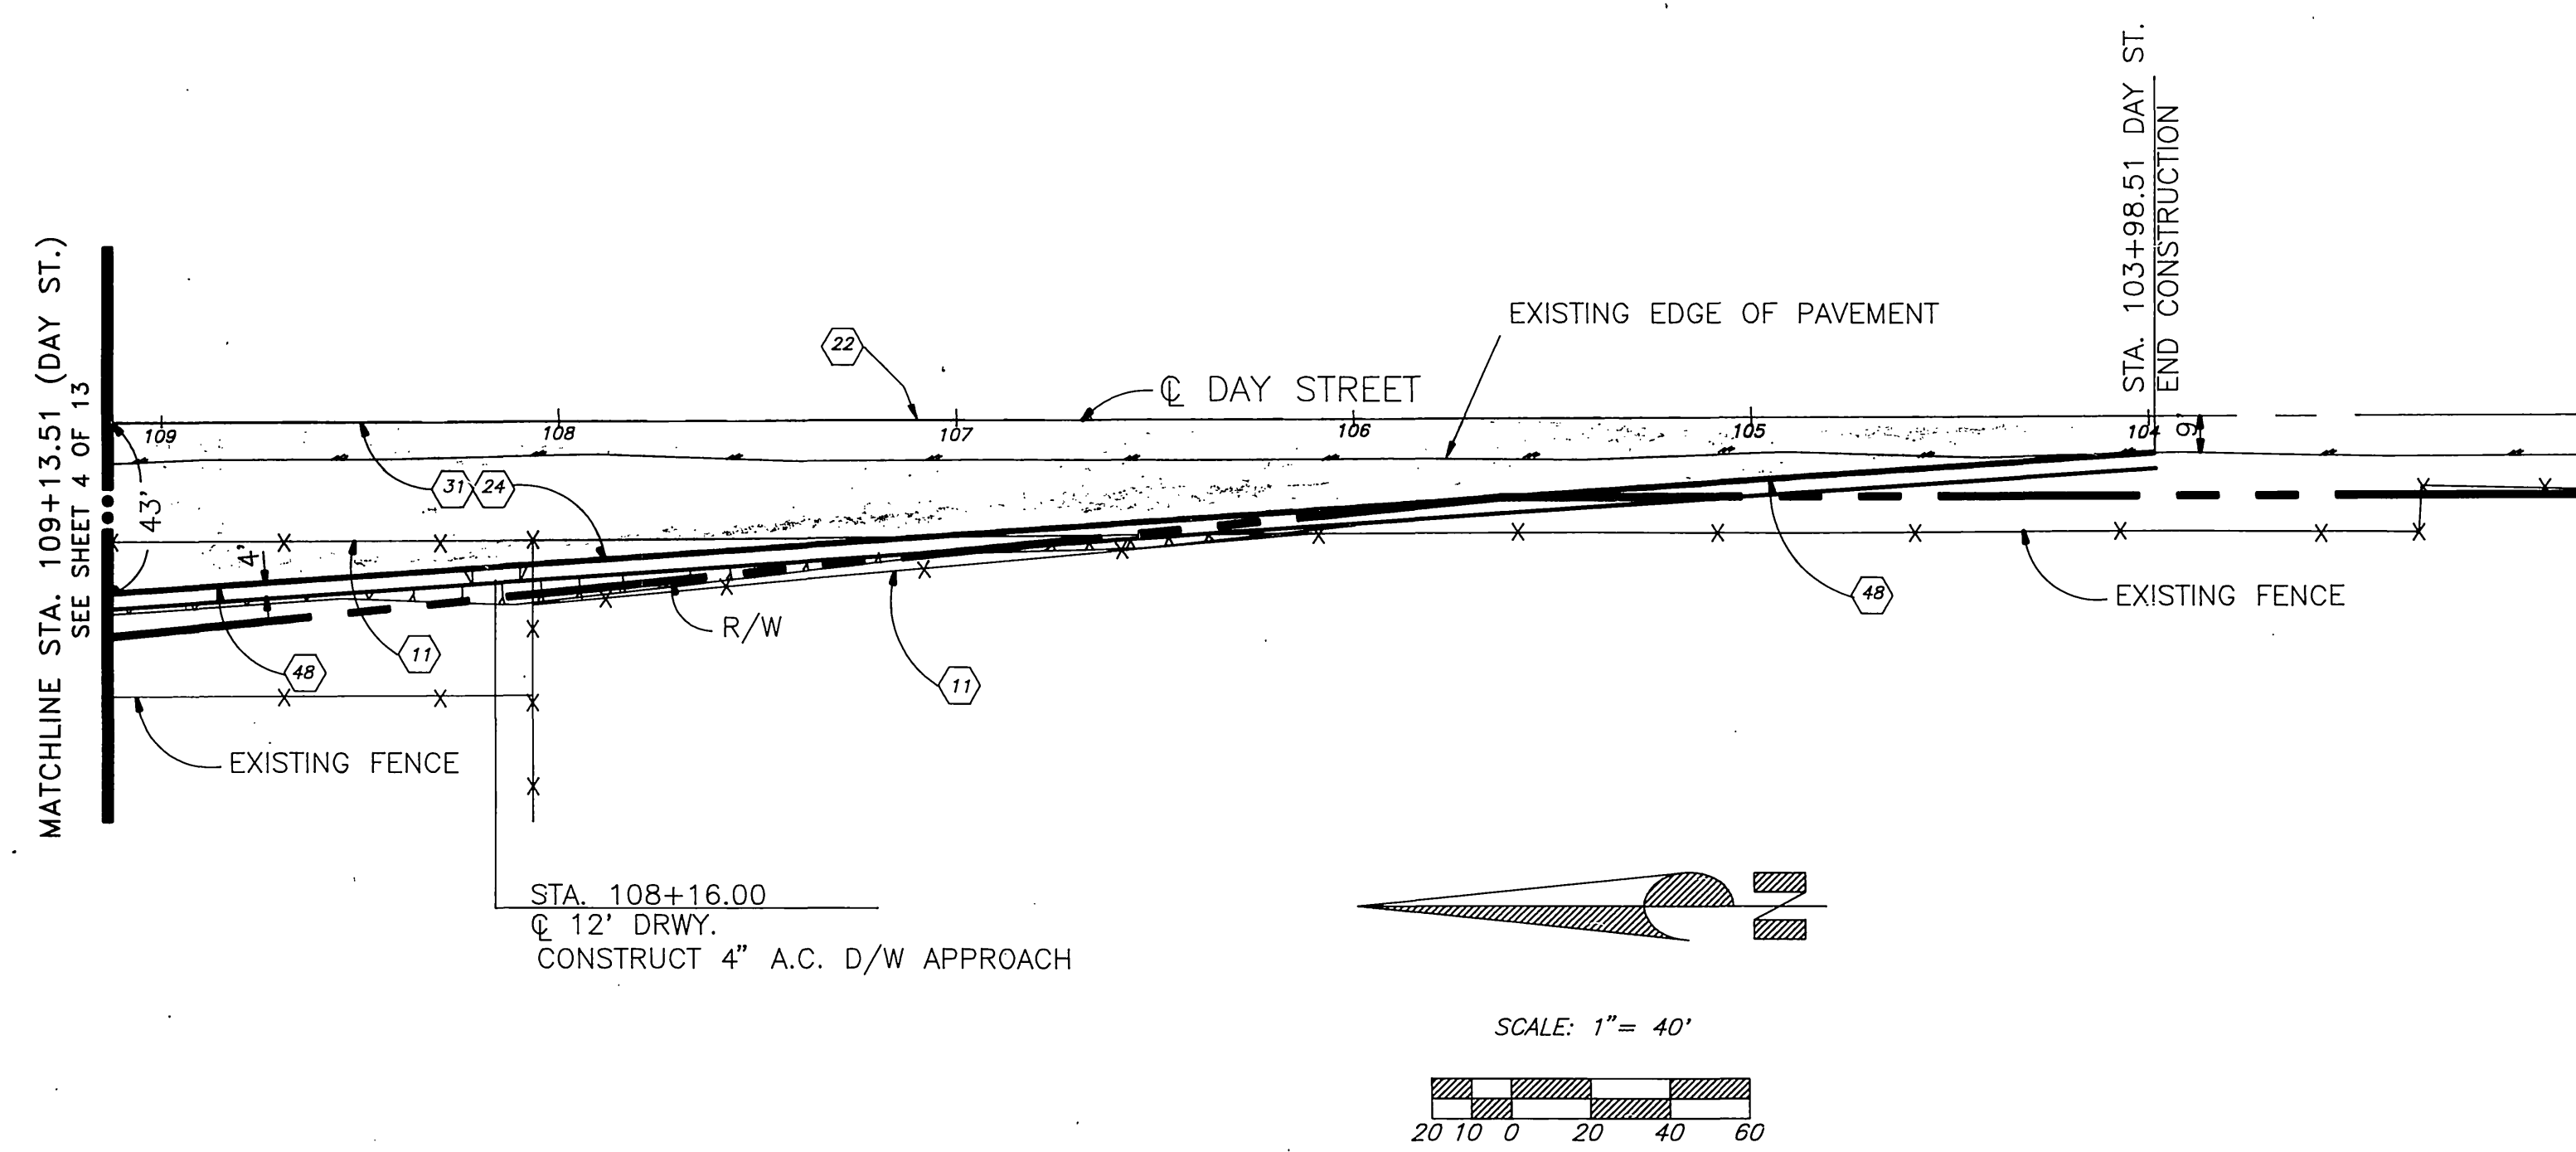 MATCHLINE STA. 109+13.51 (DAY ST.)
SEE SHEET 4 OF 13
STA. 103+98.51 DAY ST.
END CONSTRUCTION
EXISTING EDGE OF PAVEMENT
22
℄ DAY STREET
109
108
107
106
105
104
9'
31
24
43'
4'
R/W
11
48
11
48
EXISTING FENCE
EXISTING FENCE
STA. 108+16.00
℄ 12' DRWY.
CONSTRUCT 4" A.C. D/W APPROACH
N
SCALE: 1"= 40'
20 10 0 20 40 60